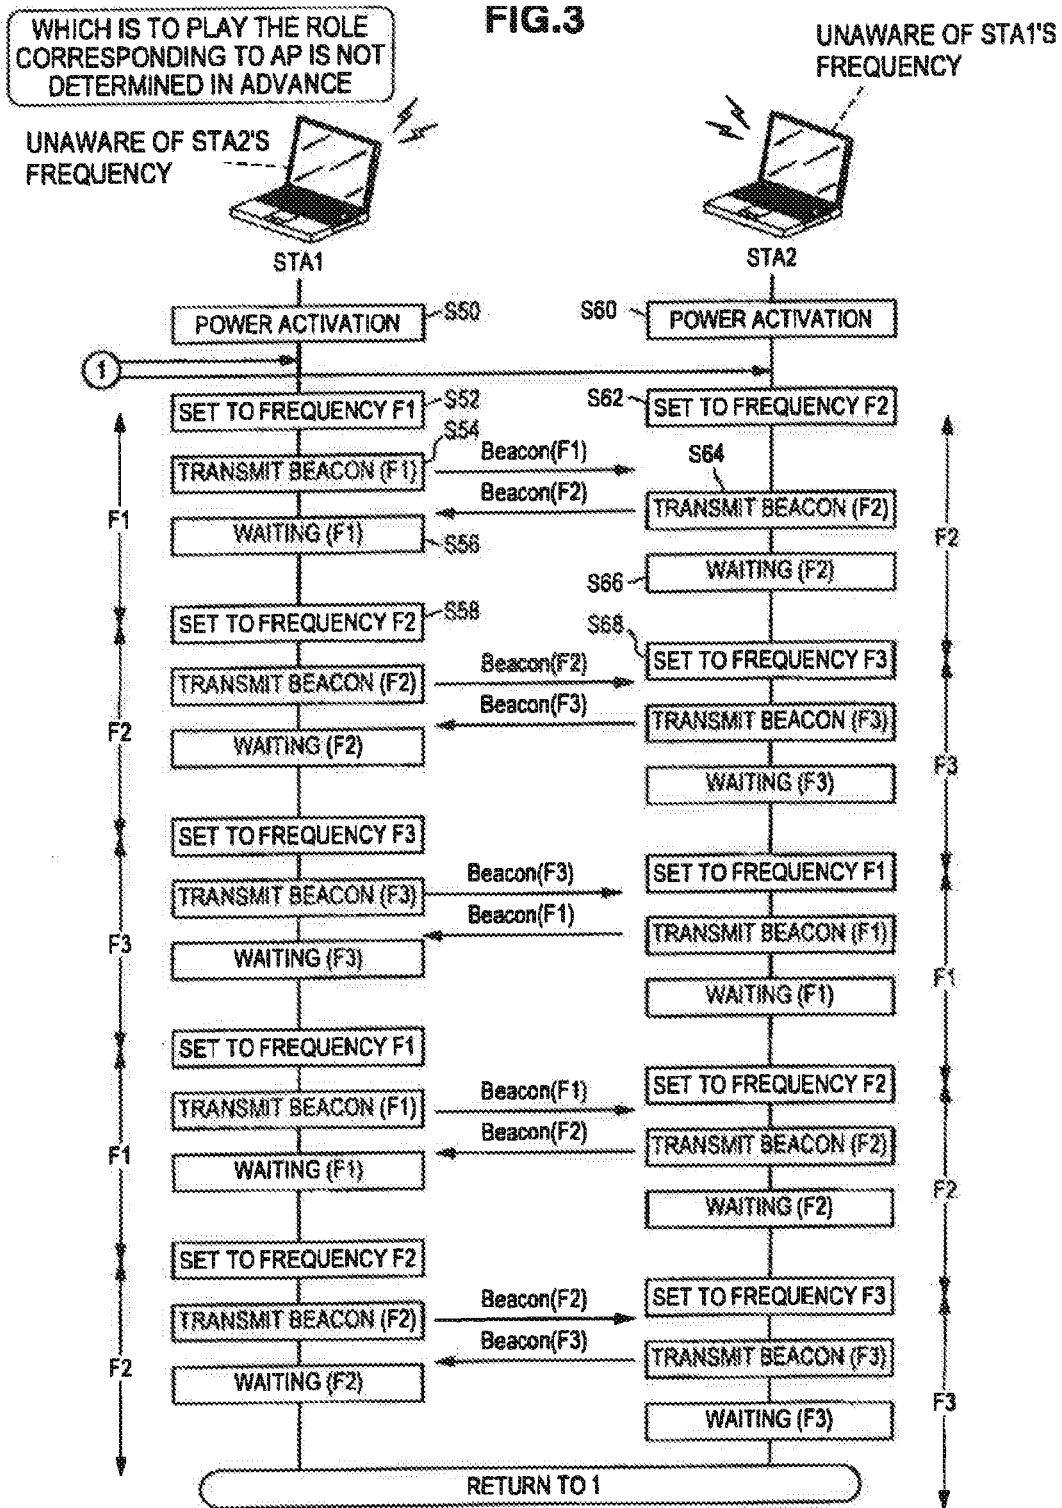 FIG.3
WHICH IS TO PLAY THE ROLE
CORRESPONDING TO AP IS NOT
DETERMINED IN ADVANCE
UNAWARE OF STA2'S
FREQUENCY
UNAWARE OF STA1'S
FREQUENCY
STA1
STA2
POWER ACTIVATION
S50
S60
POWER ACTIVATION
1
SET TO FREQUENCY F1
S52
S62
SET TO FREQUENCY F2
S54
TRANSMIT BEACON (F1)
Beacon(F1)
S64
Beacon(F2)
TRANSMIT BEACON (F2)
F1
WAITING (F1)
S56
F2
S66
WAITING (F2)
SET TO FREQUENCY F2
S58
S68
SET TO FREQUENCY F3
TRANSMIT BEACON (F2)
Beacon(F2)
Beacon(F3)
TRANSMIT BEACON (F3)
F2
WAITING (F2)
F3
WAITING (F3)
SET TO FREQUENCY F3
SET TO FREQUENCY F1
TRANSMIT BEACON (F3)
Beacon(F3)
Beacon(F1)
TRANSMIT BEACON (F1)
F3
WAITING (F3)
F1
WAITING (F1)
SET TO FREQUENCY F1
SET TO FREQUENCY F2
TRANSMIT BEACON (F1)
Beacon(F1)
Beacon(F2)
TRANSMIT BEACON (F2)
F1
WAITING (F1)
F2
WAITING (F2)
SET TO FREQUENCY F2
SET TO FREQUENCY F3
TRANSMIT BEACON (F2)
Beacon(F2)
Beacon(F3)
TRANSMIT BEACON (F3)
F2
WAITING (F2)
F3
WAITING (F3)
RETURN TO 1